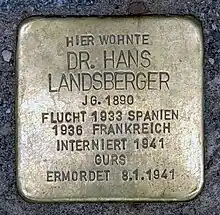 HIER WOHNTE
DR. HANS
LANDSBERGER
JG. 1890
FLUCHT 1933 SPANIEN
1936 FRANKREICH
INTERNIERT 1941
GURS
ERMORDET 8.1.1941